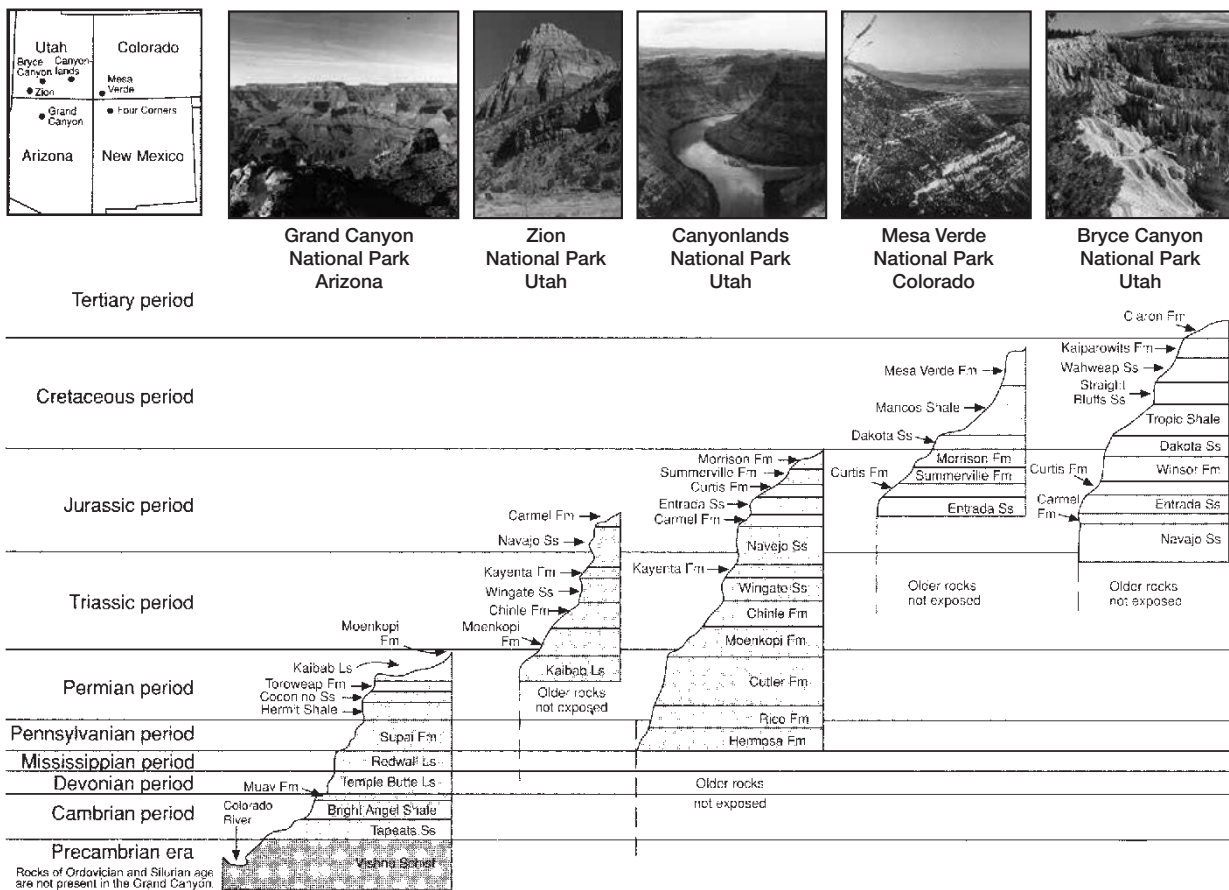 Utah
Colorado
Bryce
Canyon
Canyon-
lands
Zion
Mesa
Verde
Grand
Canyon
Four Corners
Arizona
New Mexico
Grand Canyon
National Park
Arizona
Zion
National Park
Utah
Canyonlands
National Park
Utah
Mesa Verde
National Park
Colorado
Bryce Canyon
National Park
Utah
Tertiary period
Cretaceous period
Jurassic period
Triassic period
Permian period
Pennsylvanian period
Mississippian period
Devonian period
Cambrian period
Precambrian era
Rocks of Ordovician and Silurian age
are not present in the Grand Canyon.
Moenkopi
Fm
Kaibab Ls
Toroweap Fm
Coconino Ss
Hermit Shale
Supai Fm
Redwall Ls
Temple Butte Ls
Muav Fm
Bright Angel Shale
Tapeats Ss
Colorado
River
Vishnu Schist
Carmel Fm
Navajo Ss
Kayenta Fm
Wingate Ss
Chinle Fm
Moenkopi
Fm
Kaibab Ls
Older rocks
not exposed
Morrison Fm
Summerville Fm
Curtis Fm
Entrada Ss
Carmel Fm
Navajo Ss
Kayenta Fm
Wingate Ss
Chinle Fm
Moenkopi Fm
Cutler Fm
Rico Fm
Hermosa Fm
Older rocks
not exposed
Mesa Verde Fm
Mancos Shale
Dakota Ss
Morrison Fm
Curtis Fm
Summerville Fm
Entrada Ss
Older rocks
not exposed
Claron Fm
Kaiparowits Fm
Wahweap Ss
Straight
Bluffs Ss
Tropic Shale
Dakota Ss
Winsor Fm
Curtis Fm
Entrada Ss
Carmel
Fm
Navajo Ss
Older rocks
not exposed